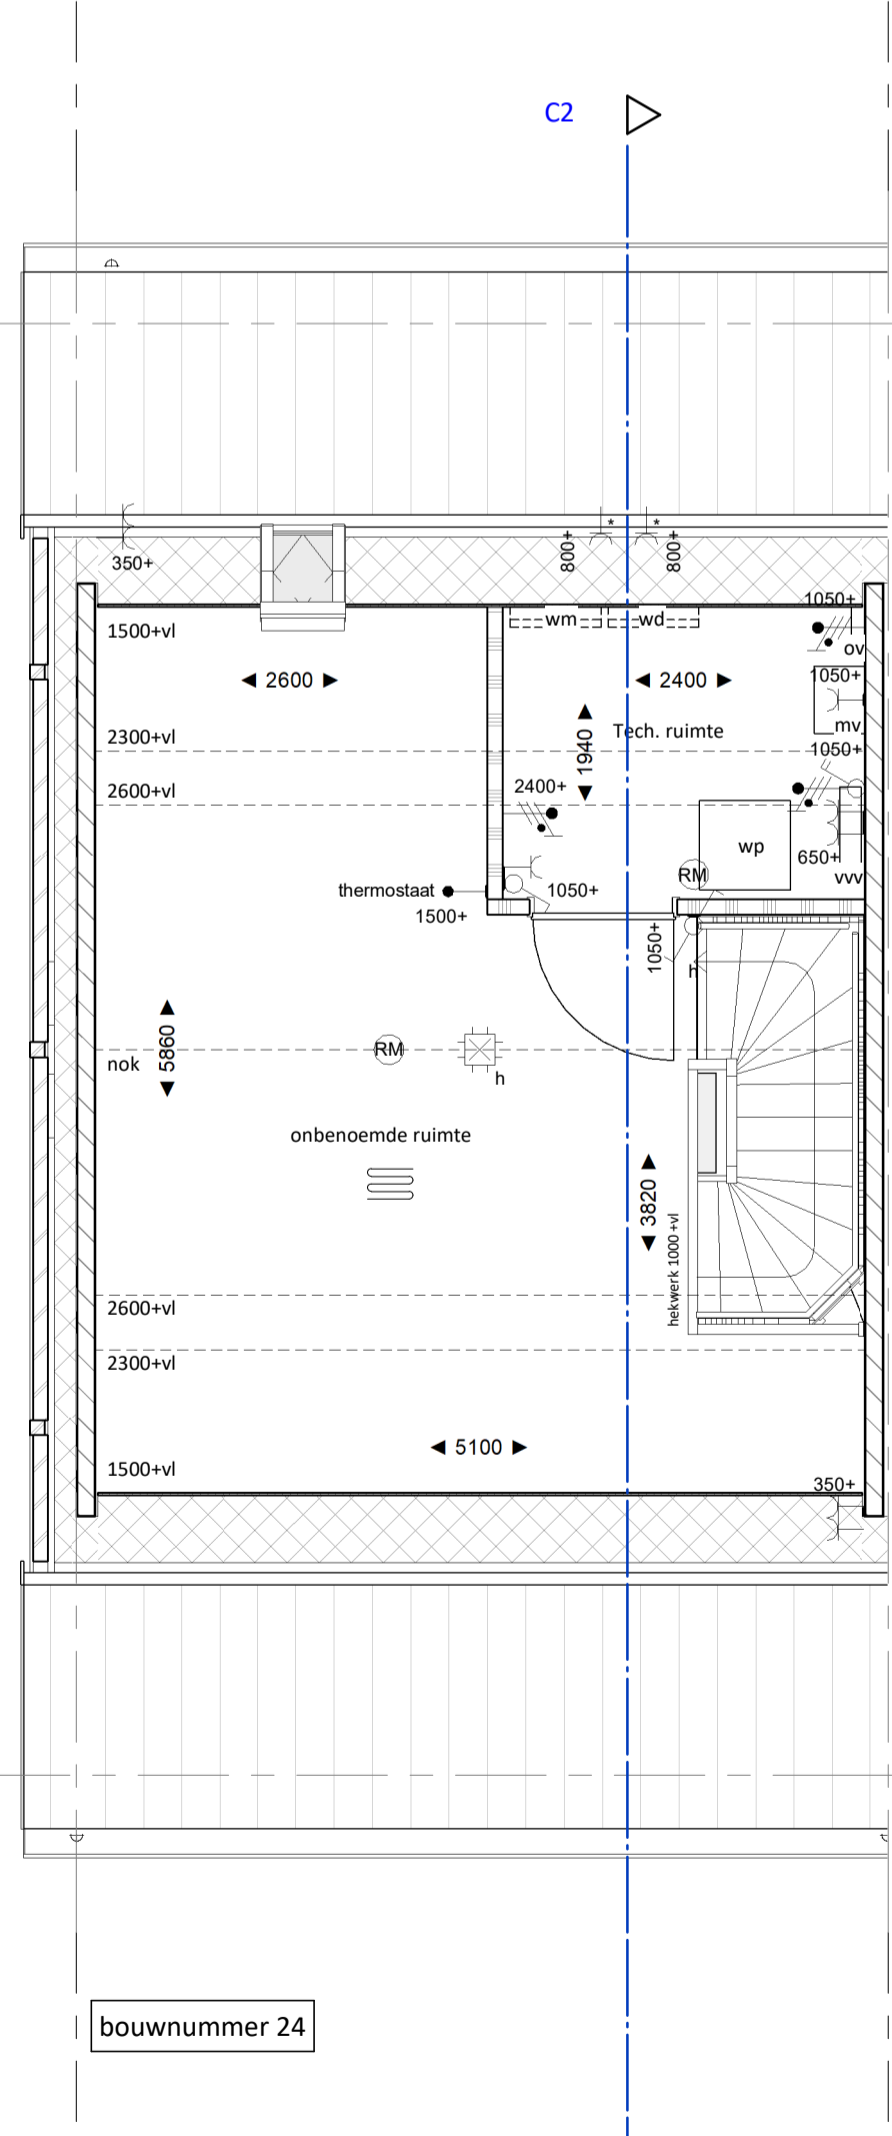 C2
350+
800+
*
*
800+
1050+
1500+vl
wm
wd
ov
2600
2400
1050+
mv
2300+vl
1940
Tech. ruimte
1050+
2600+vl
2400+
wp
650+
RM
vvv
thermostaat
1050+
1500+
1050+
h
nok
5860
RM
h
onbenoemde ruimte
3820
hekwerk 1000 +vl
2600+vl
2300+vl
5100
1500+vl
350+
bouwnummer 24